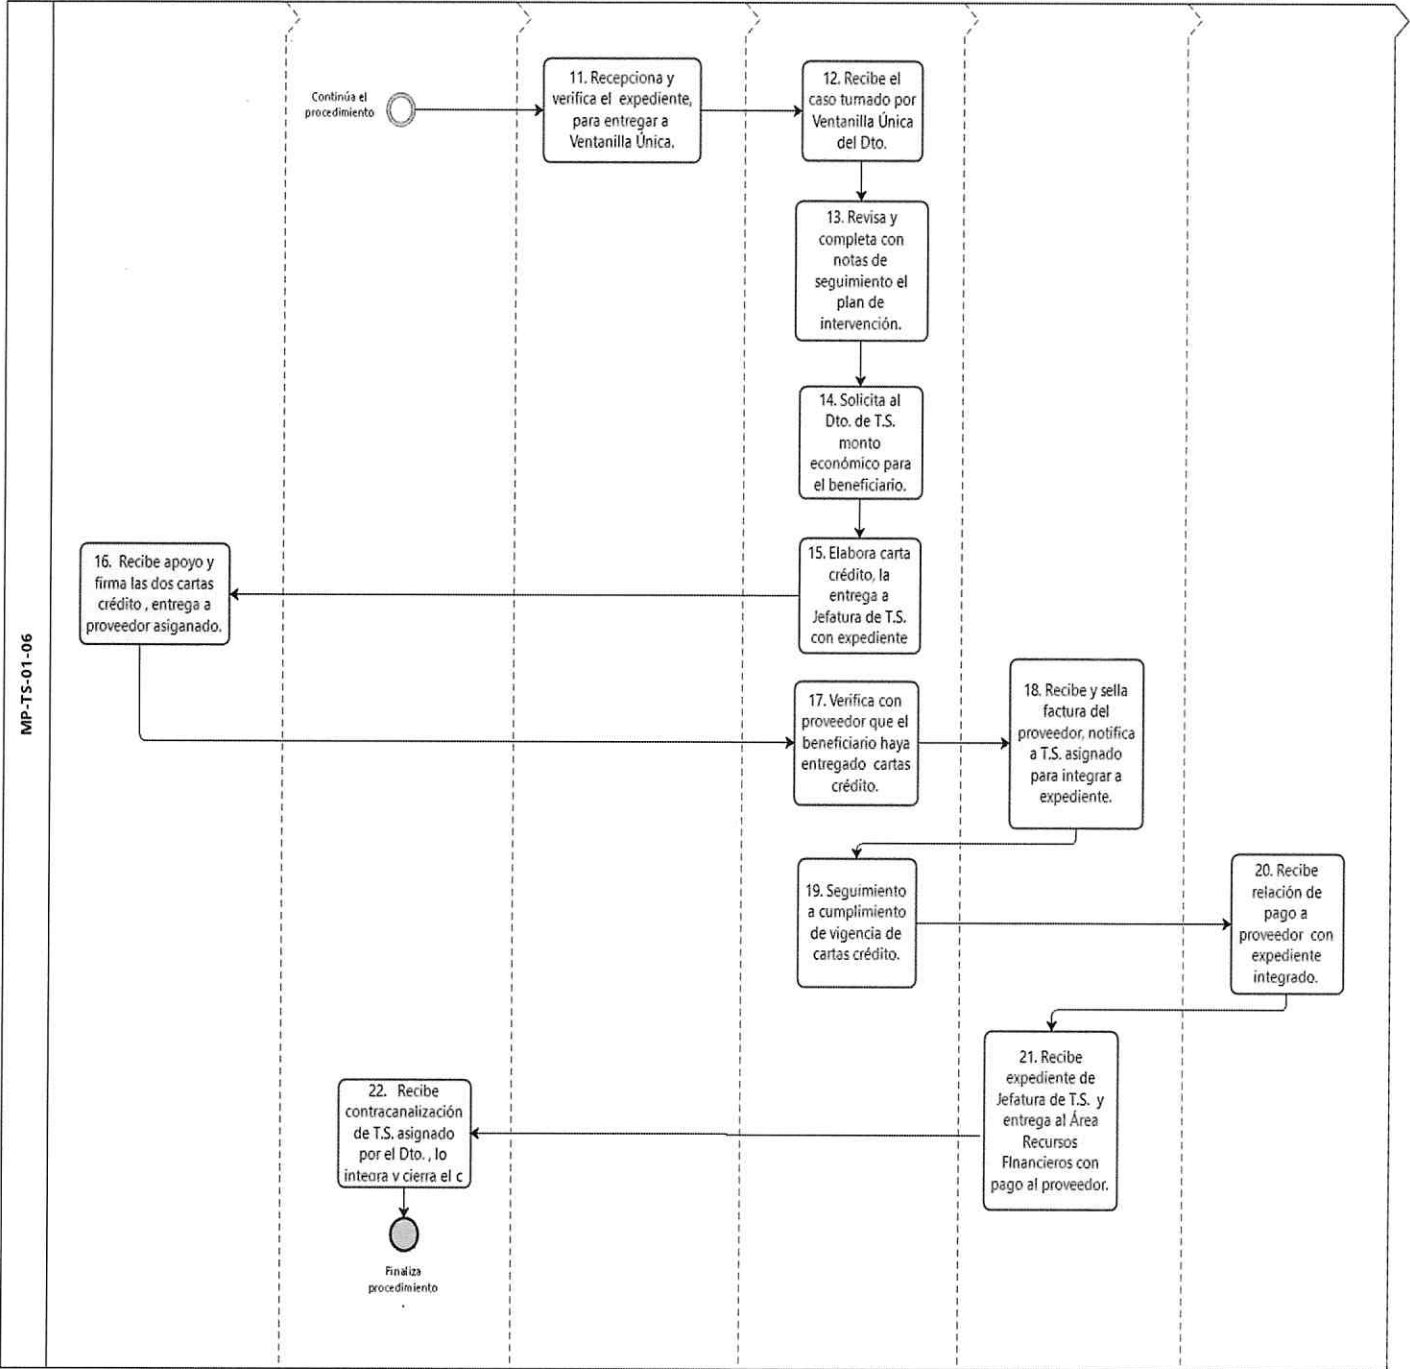 MP-TS-01-06
Continúa el
procedimiento
11. Recepciona y
verifica el expediente,
para entregar a
Ventanilla Única.
12. Recibe el
caso turnado por
Ventanilla Única
del Dto.
13. Revisa y
completa con
notas de
seguimiento el
plan de
intervención.
14. Solicita al
Dto. de T.S.
monto
económico para
el beneficiario.
15. Elabora carta
crédito, la
entrega a
Jefatura de T.S.
con expediente
16. Recibe apoyo y
firma las dos cartas
crédito , entrega a
proveedor asiganado.
17. Verifica con
proveedor que el
beneficiario haya
entregado cartas
crédito.
18. Recibe y sella
factura del
proveedor, notifica
a T.S. asignado
para integrar a
expediente.
19. Seguimiento
a cumplimiento
de vigencia de
cartas crédito.
20. Recibe
relación de
pago a
proveedor con
expediente
integrado.
21. Recibe
expediente de
Jefatura de T.S. y
entrega al Área
Recursos
FInancieros con
pago al proveedor.
22. Recibe
contracanalización
de T.S. asignado
por el Dto. , lo
integra y cierra el c
Finaliza
procedimiento